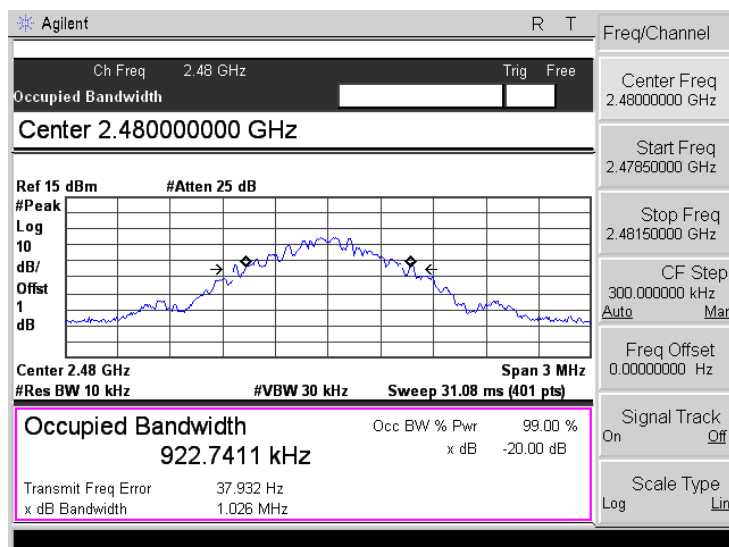 Agilent R T
Ch Freq 2.48 GHz Trig Free
Occupied Bandwidth
Center 2.480000000 GHz
Ref 15 dBm #Atten 25 dB
#Peak
Log
10
dB/
Offst
1
dB
Center 2.48 GHz Span 3 MHz
#Res BW 10 kHz #VBW 30 kHz Sweep 31.08 ms (401 pts)
Occupied Bandwidth
922.7411 kHz
Occ BW % Pwr 99.00 %
x dB -20.00 dB
Transmit Freq Error 37.932 Hz
x dB Bandwidth 1.026 MHz
Freq/Channel
Center Freq
2.48000000 GHz
Start Freq
2.47850000 GHz
Stop Freq
2.48150000 GHz
CF Step
300.000000 kHz
Auto Man
Freq Offset
0.00000000 Hz
Signal Track
On Off
Scale Type
Log Lin